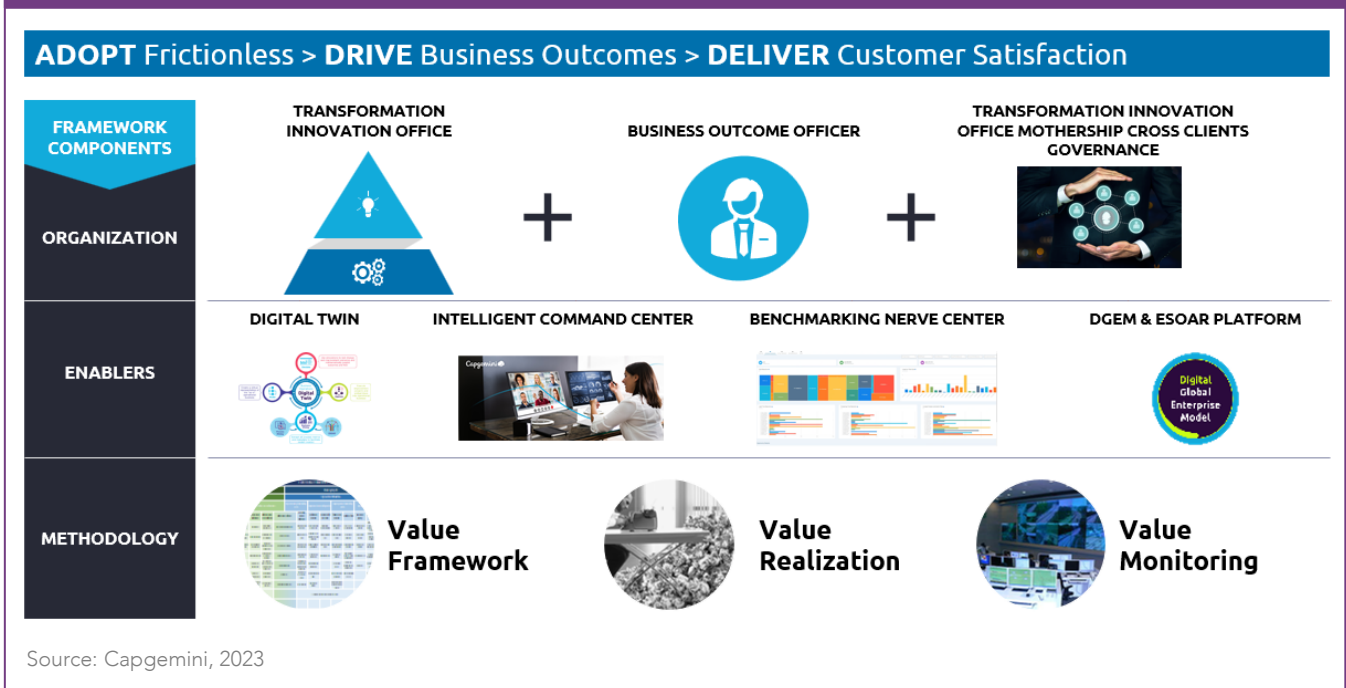 ADOPT Frictionless > DRIVE Business Outcomes > DELIVER Customer Satisfaction
FRAMEWORK
COMPONENTS
TRANSFORMATION
INNOVATION OFFICE
BUSINESS OUTCOME OFFICER
TRANSFORMATION INNOVATION
OFFICE MOTHERSHIP CROSS CLIENTS
GOVERNANCE
ORGANIZATION
ENABLERS
DIGITAL TWIN
INTELLIGENT COMMAND CENTER
BENCHMARKING NERVE CENTER
DGEM & ESOAR PLATFORM
Digital
Twin
Capgemini
Digital
Global
Enterprise
Model
METHODOLOGY
Value
Framework
Value
Realization
Value
Monitoring
Source: Capgemini, 2023